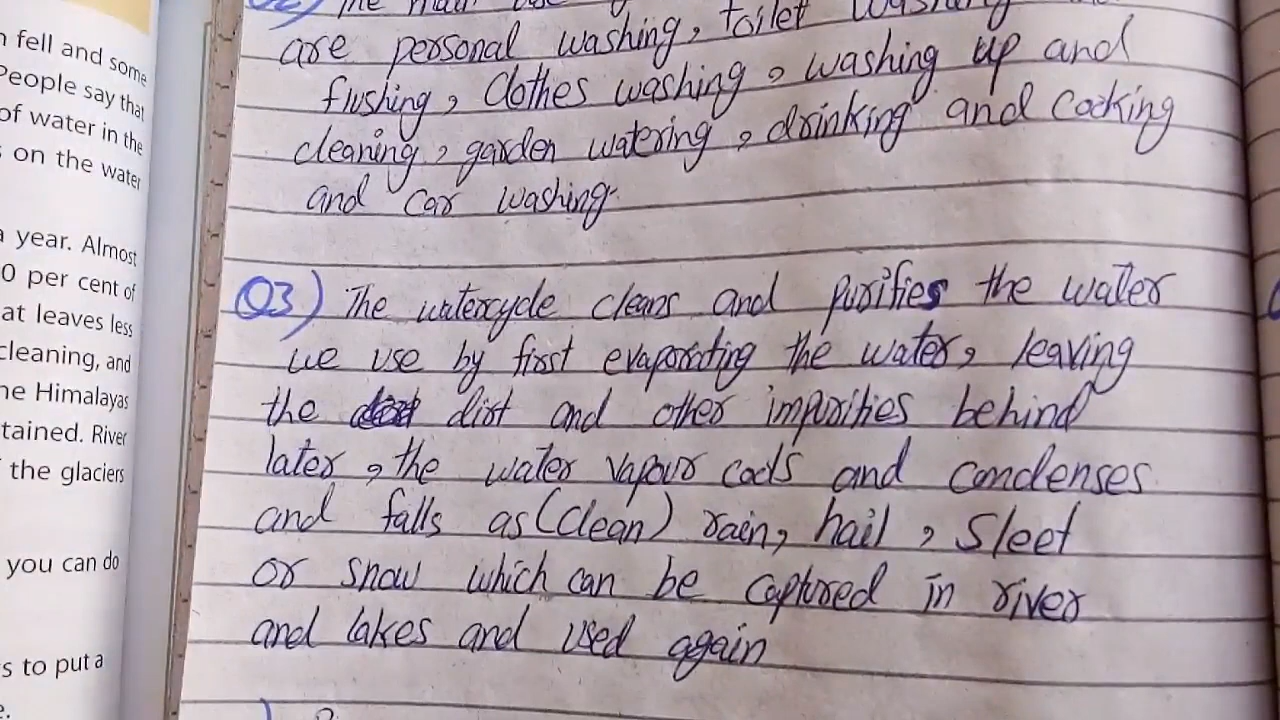 n fell and some
People say that
of water in the
on the water
a year. Almost
0 per cent of
at leaves less
cleaning, and
he Himalayas
tained. River
the glaciers
you can do
s to put a
e.
The main use
are personal washing, toilet washing
flushing, clothes washing, washing up and
cleaning, garden watering, drinking and cooking
and car washing.
Q3) The watercycle cleans and purifies the water
we use by first evaporating the water, leaving
the dirt and other impurities behind
later, the water vapour cools and condenses
and falls as (clean) rain, hail, sleet
or snow which can be captured in river
and lakes and used again